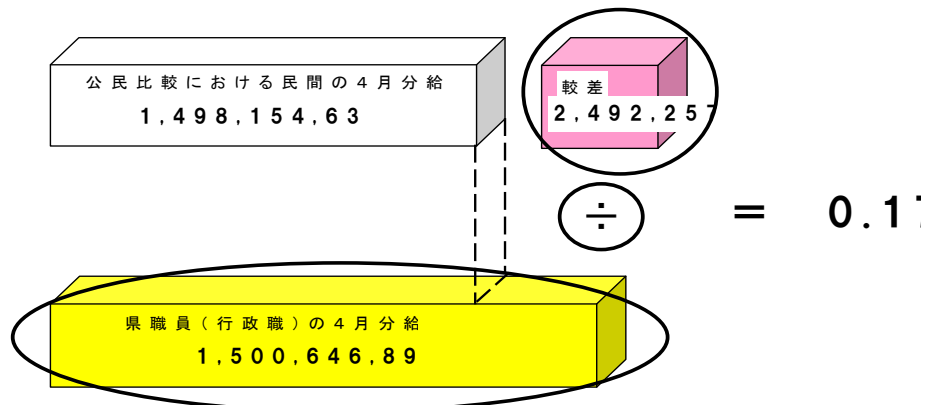 公民比較における民間の4月分給
1,498,154,63
較差
2,492,257
÷ = 0.17
県職員(行政職)の4月分給
1,500,646,89